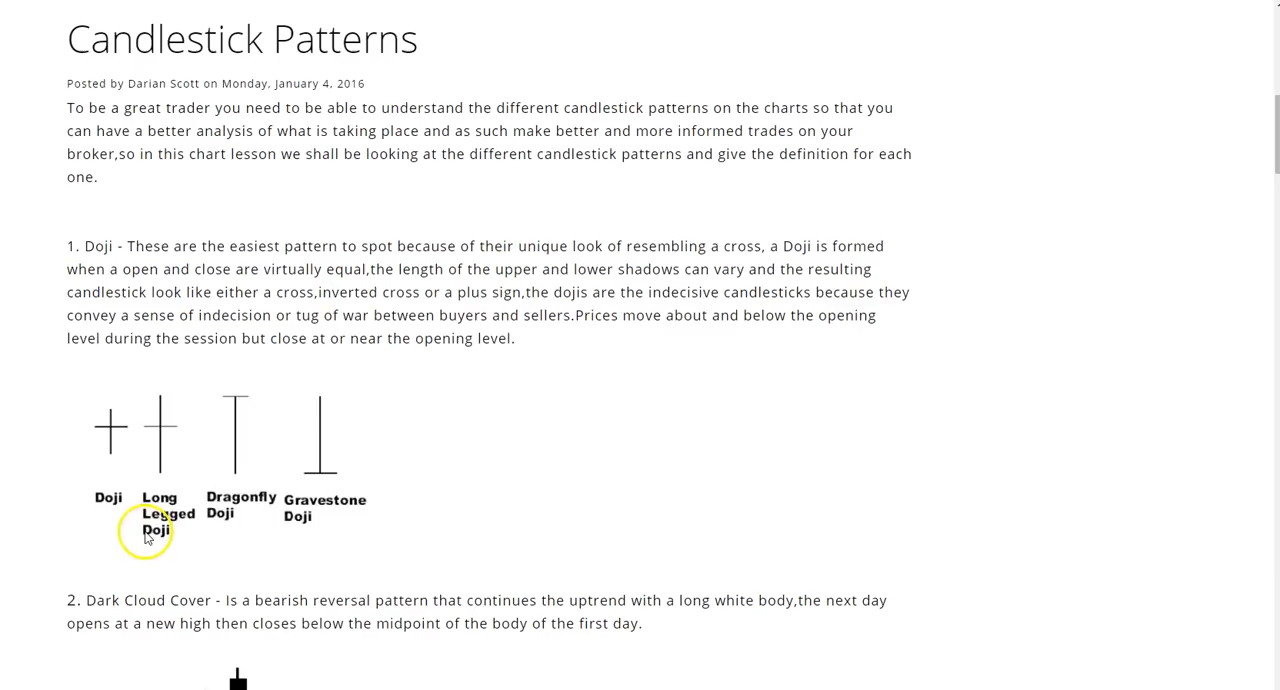 Candlestick Patterns
Posted by Darian Scott on Monday, January 4, 2016
To be a great trader you need to be able to understand the different candlestick patterns on the charts so that you
can have a better analysis of what is taking place and as such make better and more informed trades on your
broker,so in this chart lesson we shall be looking at the different candlestick patterns and give the definition for each
one.
1. Doji - These are the easiest pattern to spot because of their unique look of resembling a cross, a Doji is formed
when a open and close are virtually equal,the length of the upper and lower shadows can vary and the resulting
candlestick look like either a cross,inverted cross or a plus sign,the dojis are the indecisive candlesticks because they
convey a sense of indecision or tug of war between buyers and sellers.Prices move about and below the opening
level during the session but close at or near the opening level.
Doji
Long
Legged
Doji
Dragonfly
Doji
Gravestone
Doji
2. Dark Cloud Cover - Is a bearish reversal pattern that continues the uptrend with a long white body,the next day
opens at a new high then closes below the midpoint of the body of the first day.